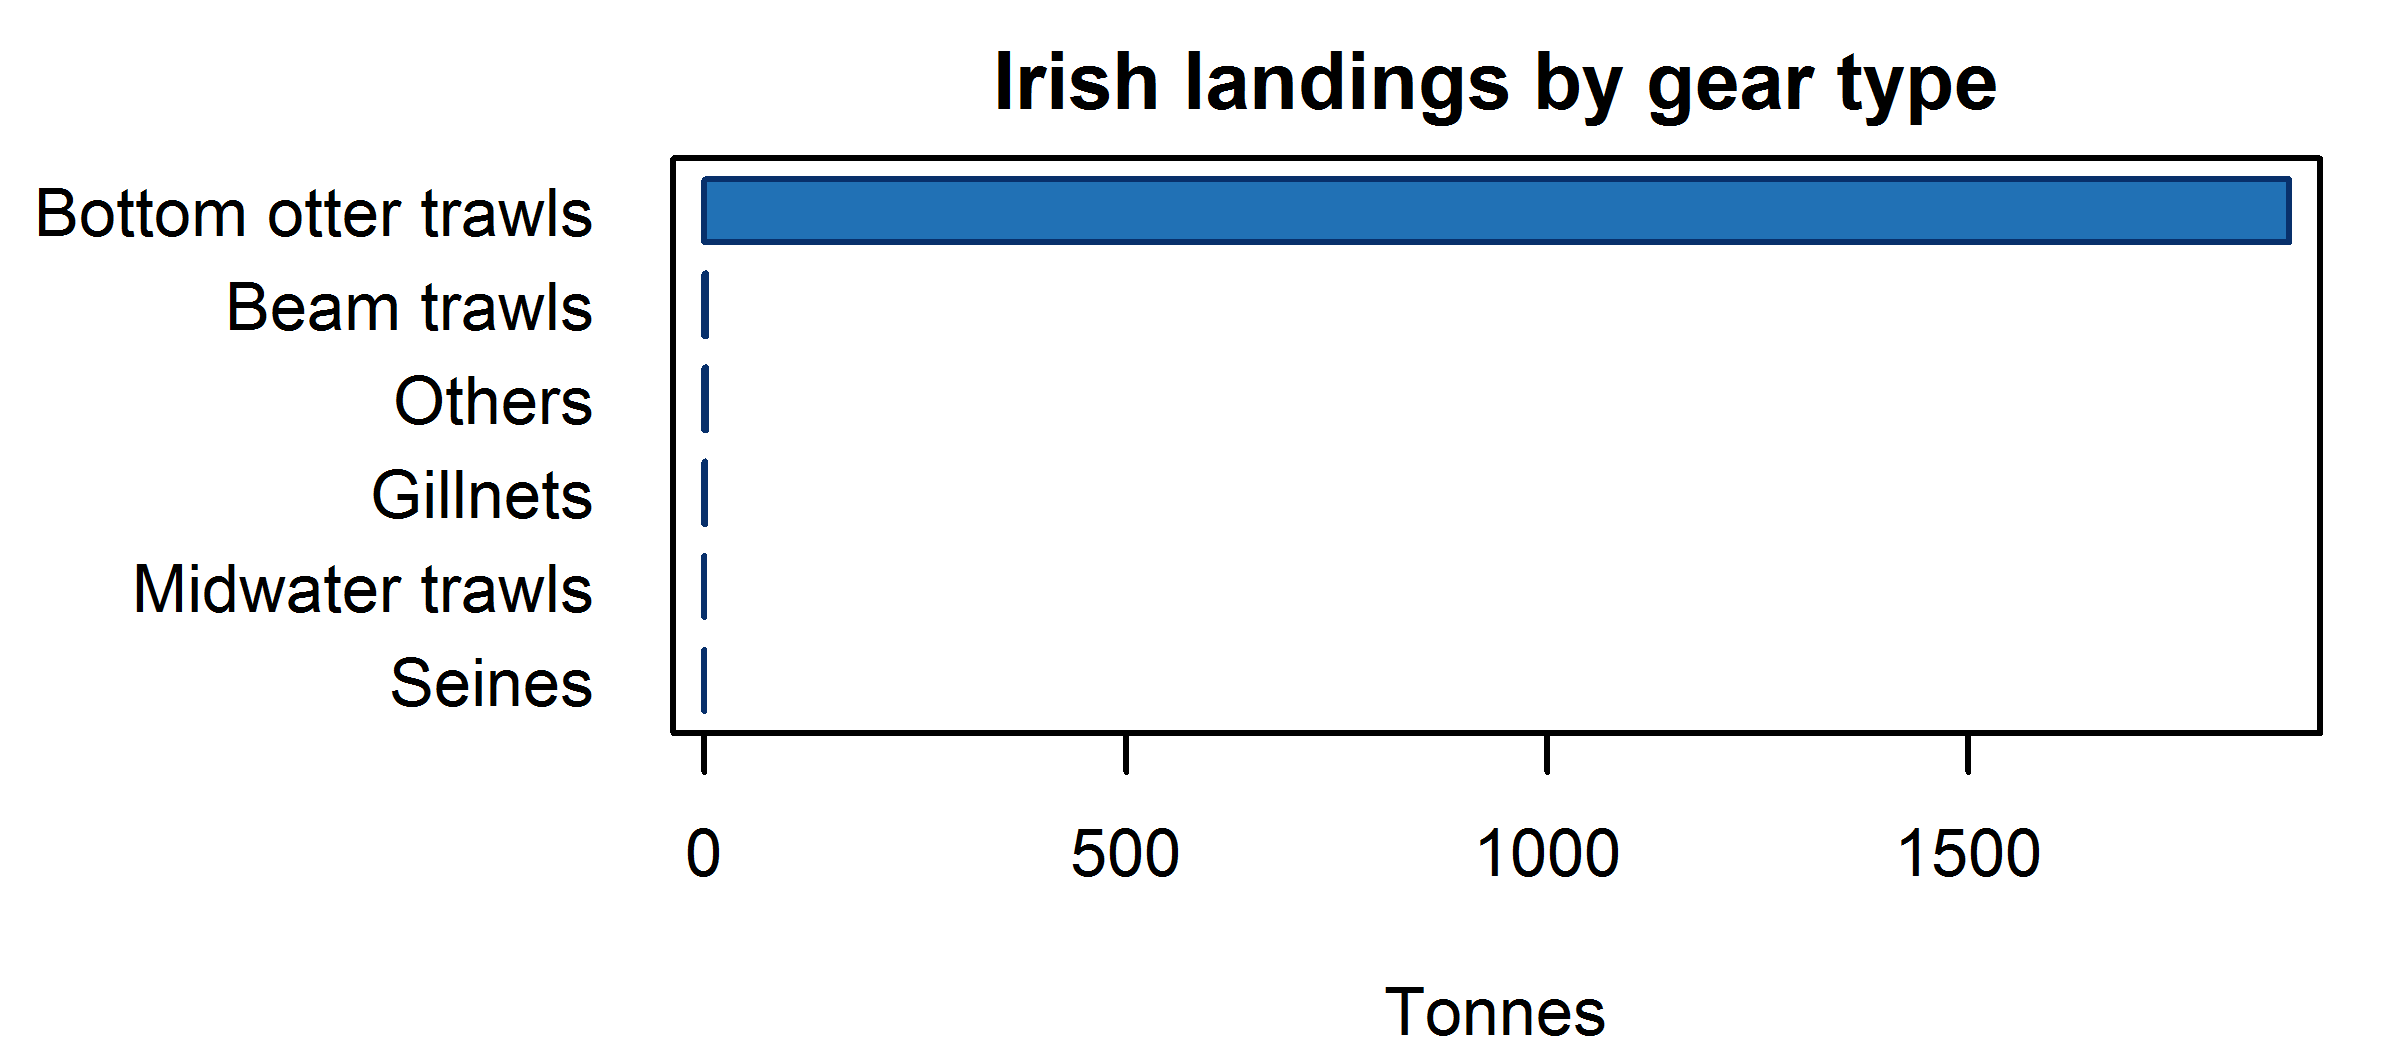 Irish landings by gear type
Bottom otter trawls
Beam trawls
Others
Gillnets
Midwater trawls
Seines
0 500 1000 1500
Tonnes